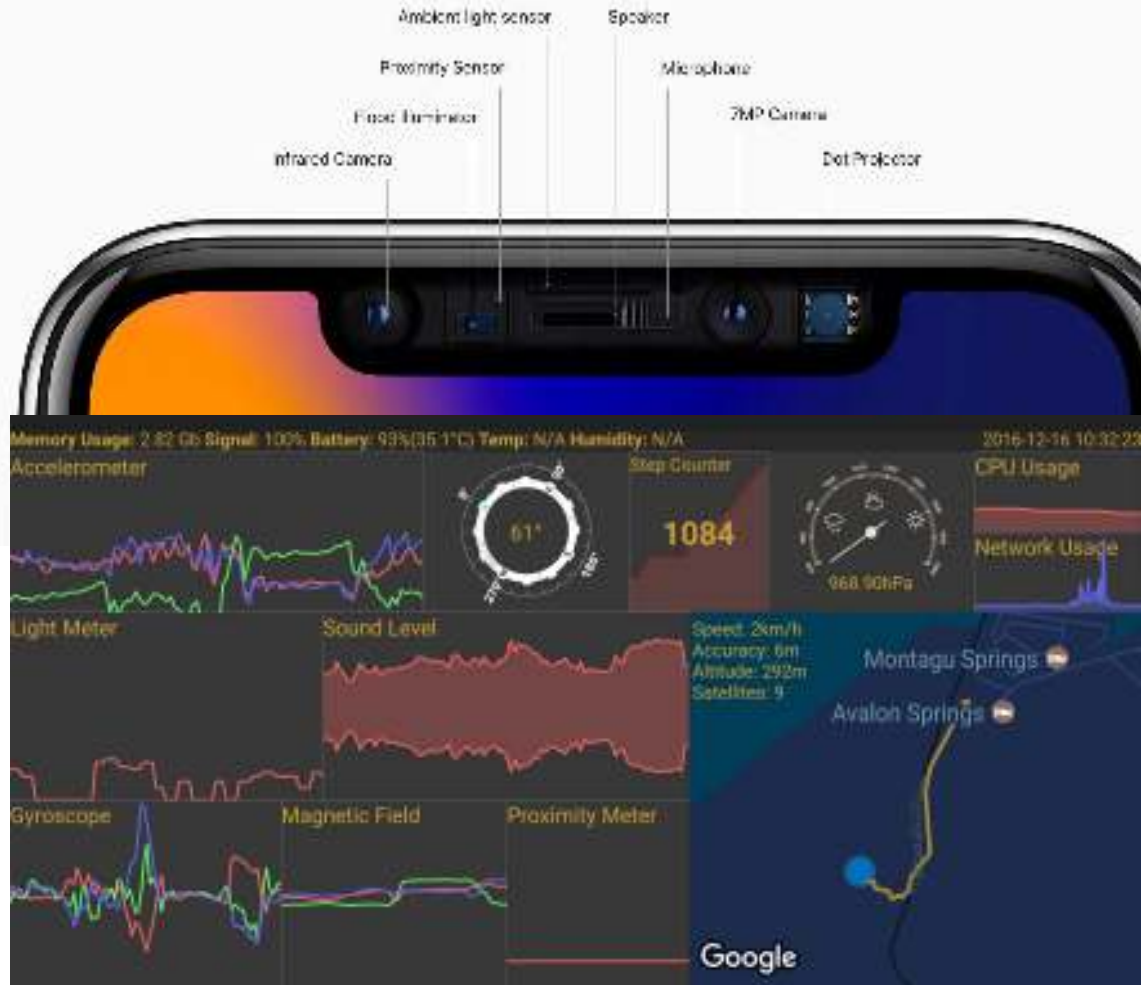 Ambient light sensor
Speaker
Proximity Sensor
Microphone
Flood Illuminator
7MP Camera
Infrared Camera
Dot Projector
Memory Usage: 2.82 Gb Signal: 100% Battery: 93%(35.1°C) Temp: N/A Humidity: N/A
2016-12-16 10:32:22
Accelerometer
61°
Step Counter
1084
968.90hPa
CPU Usage
Network Usage
Light Meter
Sound Level
Speed: 2km/h
Accuracy: 6m
Altitude: 292m
Satellites: 9
Montagu Springs
Avalon Springs
Gyroscope
Magnetic Field
Proximity Meter
Google